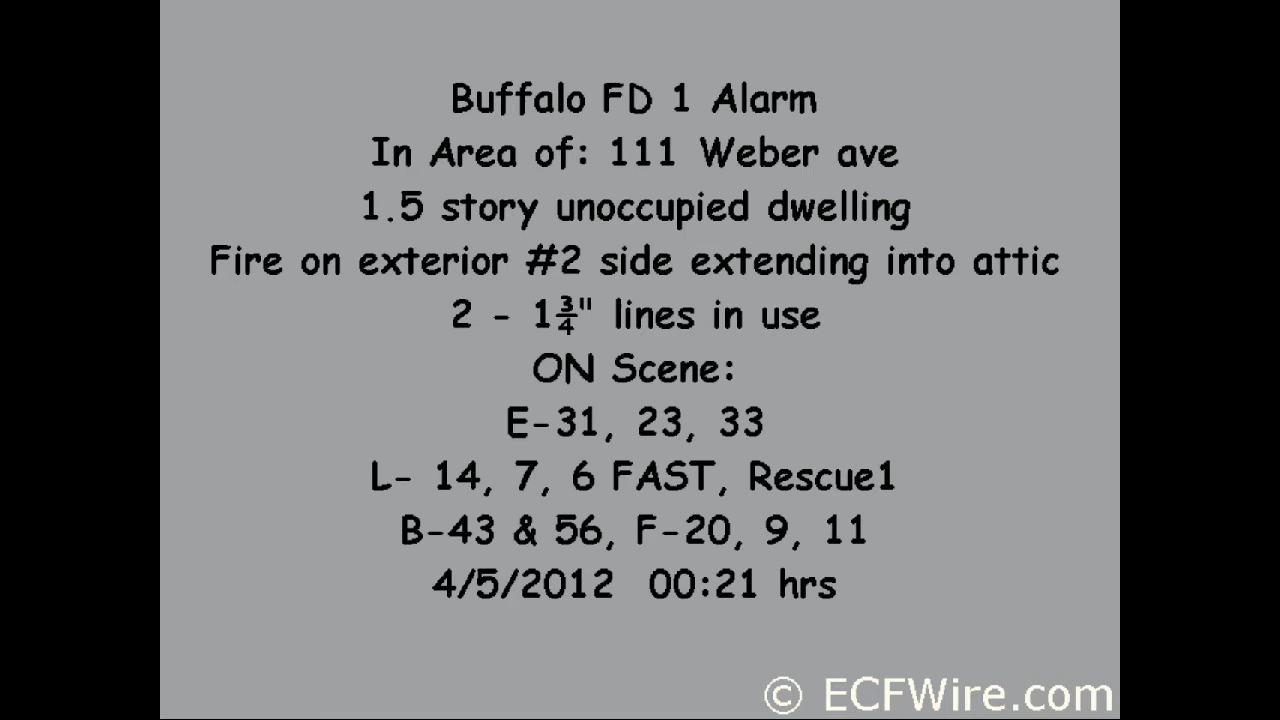 Buffalo FD 1 Alarm
In Area of: 111 Weber ave
1.5 story unoccupied dwelling
Fire on exterior #2 side extending into attic
2 - 1¾" lines in use
ON Scene:
E-31, 23, 33
L- 14, 7, 6 FAST, Rescue1
B-43 & 56, F-20, 9, 11
4/5/2012 00:21 hrs
© ECFWire.com